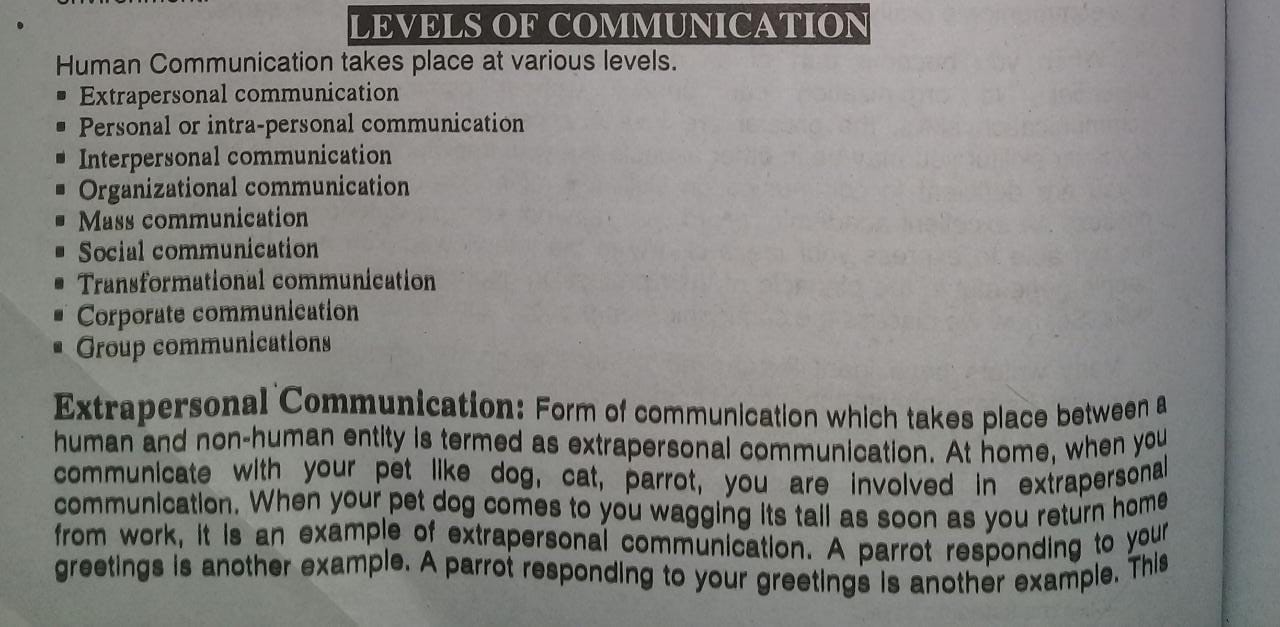 LEVELS OF COMMUNICATION
Human Communication takes place at various levels.
▪ Extrapersonal communication
▪ Personal or intra-personal communication
▪ Interpersonal communication
▪ Organizational communication
▪ Mass communication
▪ Social communication
▪ Transformational communication
▪ Corporate communication
▪ Group communications
Extrapersonal Communication: Form of communication which takes place between a
human and non-human entity is termed as extrapersonal communication. At home, when you
communicate with your pet like dog, cat, parrot, you are involved in extrapersonal
communication. When your pet dog comes to you wagging its tail as soon as you return home
from work, it is an example of extrapersonal communication. A parrot responding to your
greetings is another example. A parrot responding to your greetings is another example. This